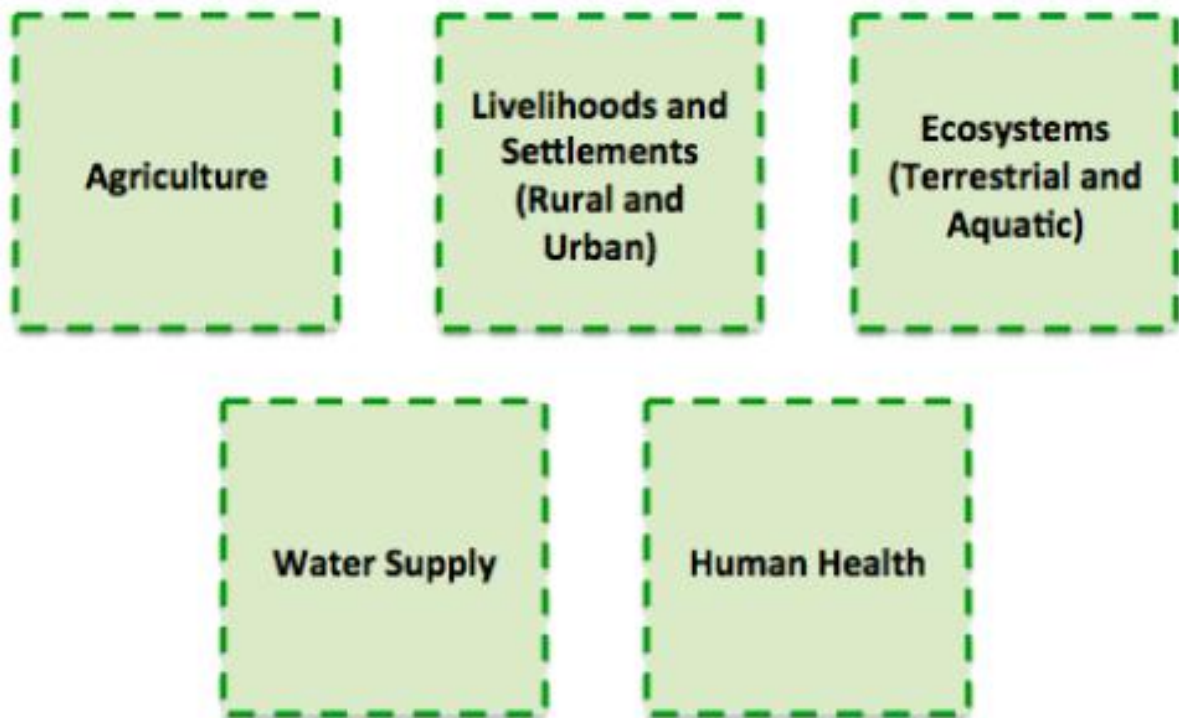 Agriculture
Livelihoods and
Settlements
(Rural and
Urban)
Ecosystems
(Terrestrial and
Aquatic)
Water Supply
Human Health